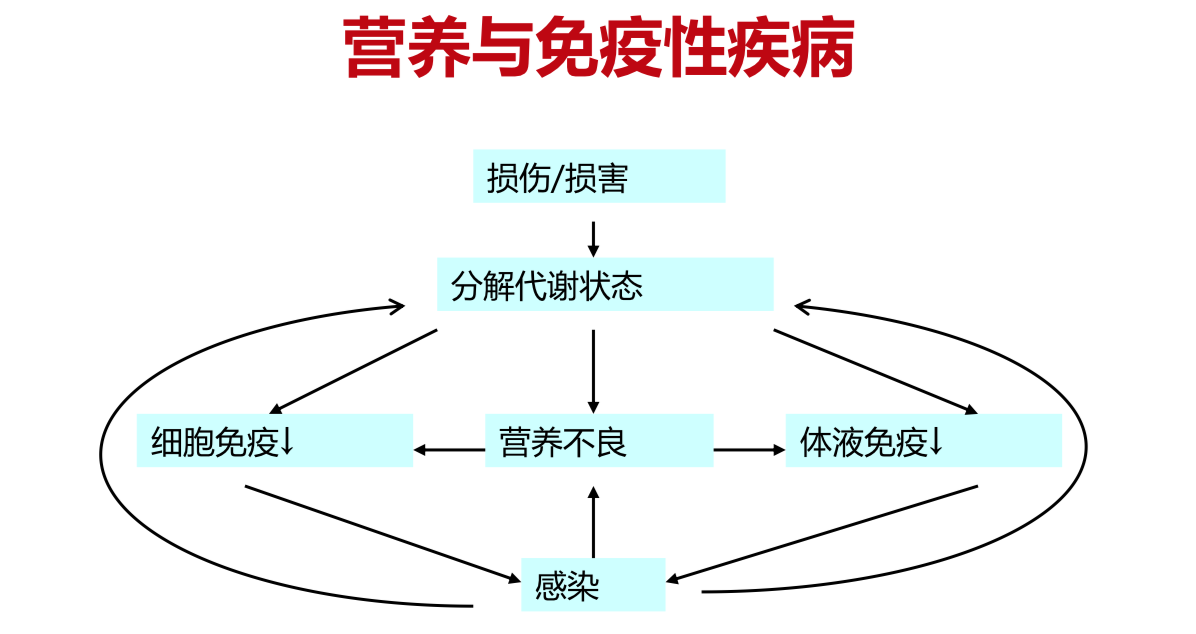 营养与免疫性疾病
损伤/损害
分解代谢状态
细胞免疫↓
营养不良
体液免疫↓
感染